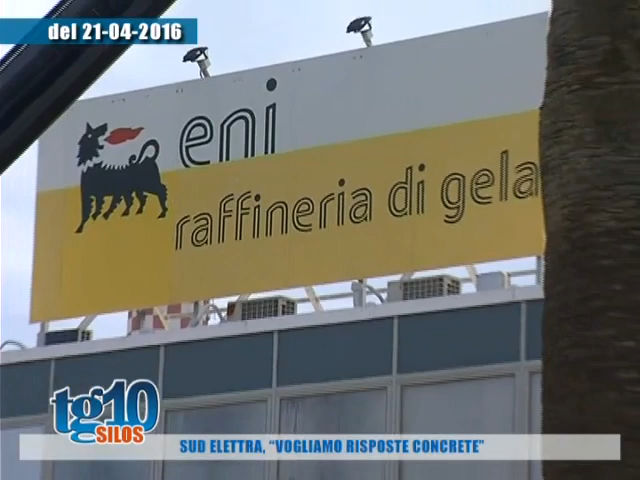 del 21-04-2016
eni
raffineria di gela
tg10
SILOS
SUD ELETTRA, “VOGLIAMO RISPOSTE CONCRETE”